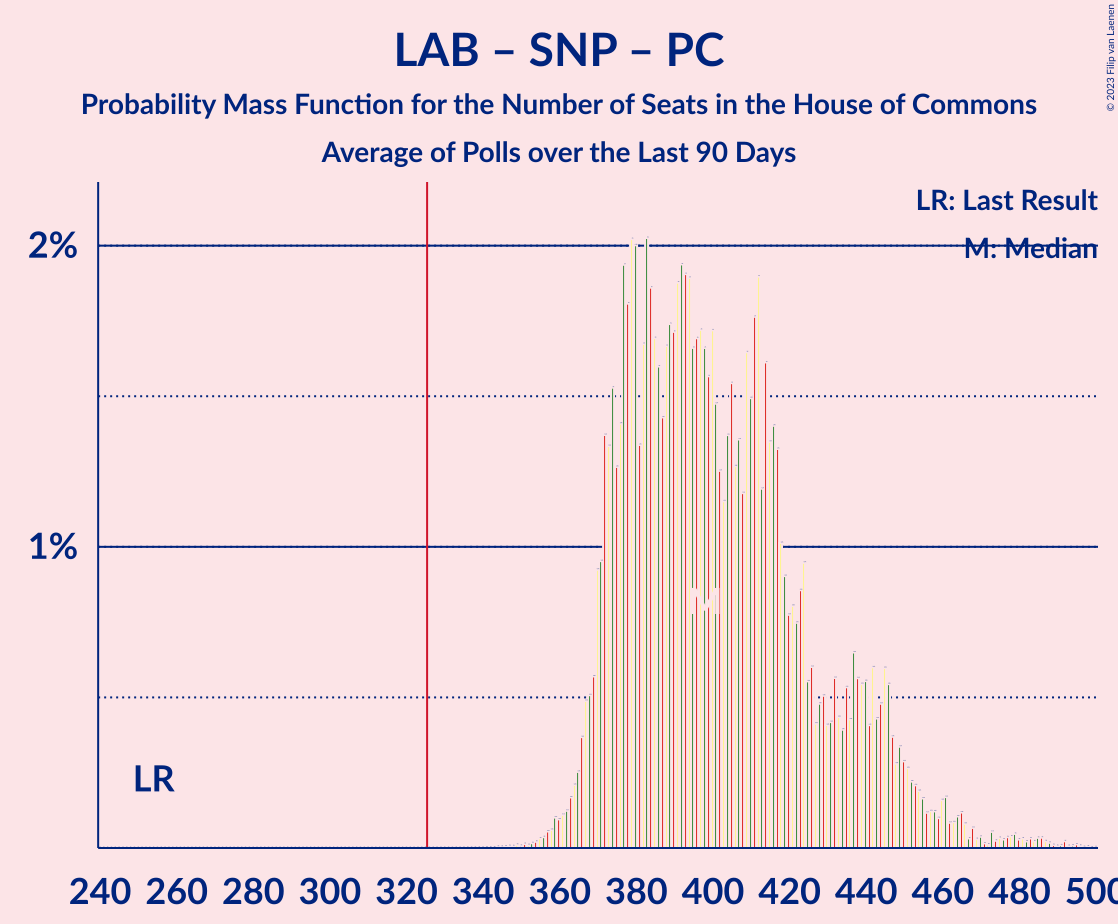 © 2023 Filip van Laenen
LAB – SNP – PC
Probability Mass Function for the Number of Seats in the House of Commons
Average of Polls over the Last 90 Days
LR: Last Result
M: Median
2%
1%
LR
240 260 280 300 320 340 360 380 400 420 440 460 480 500